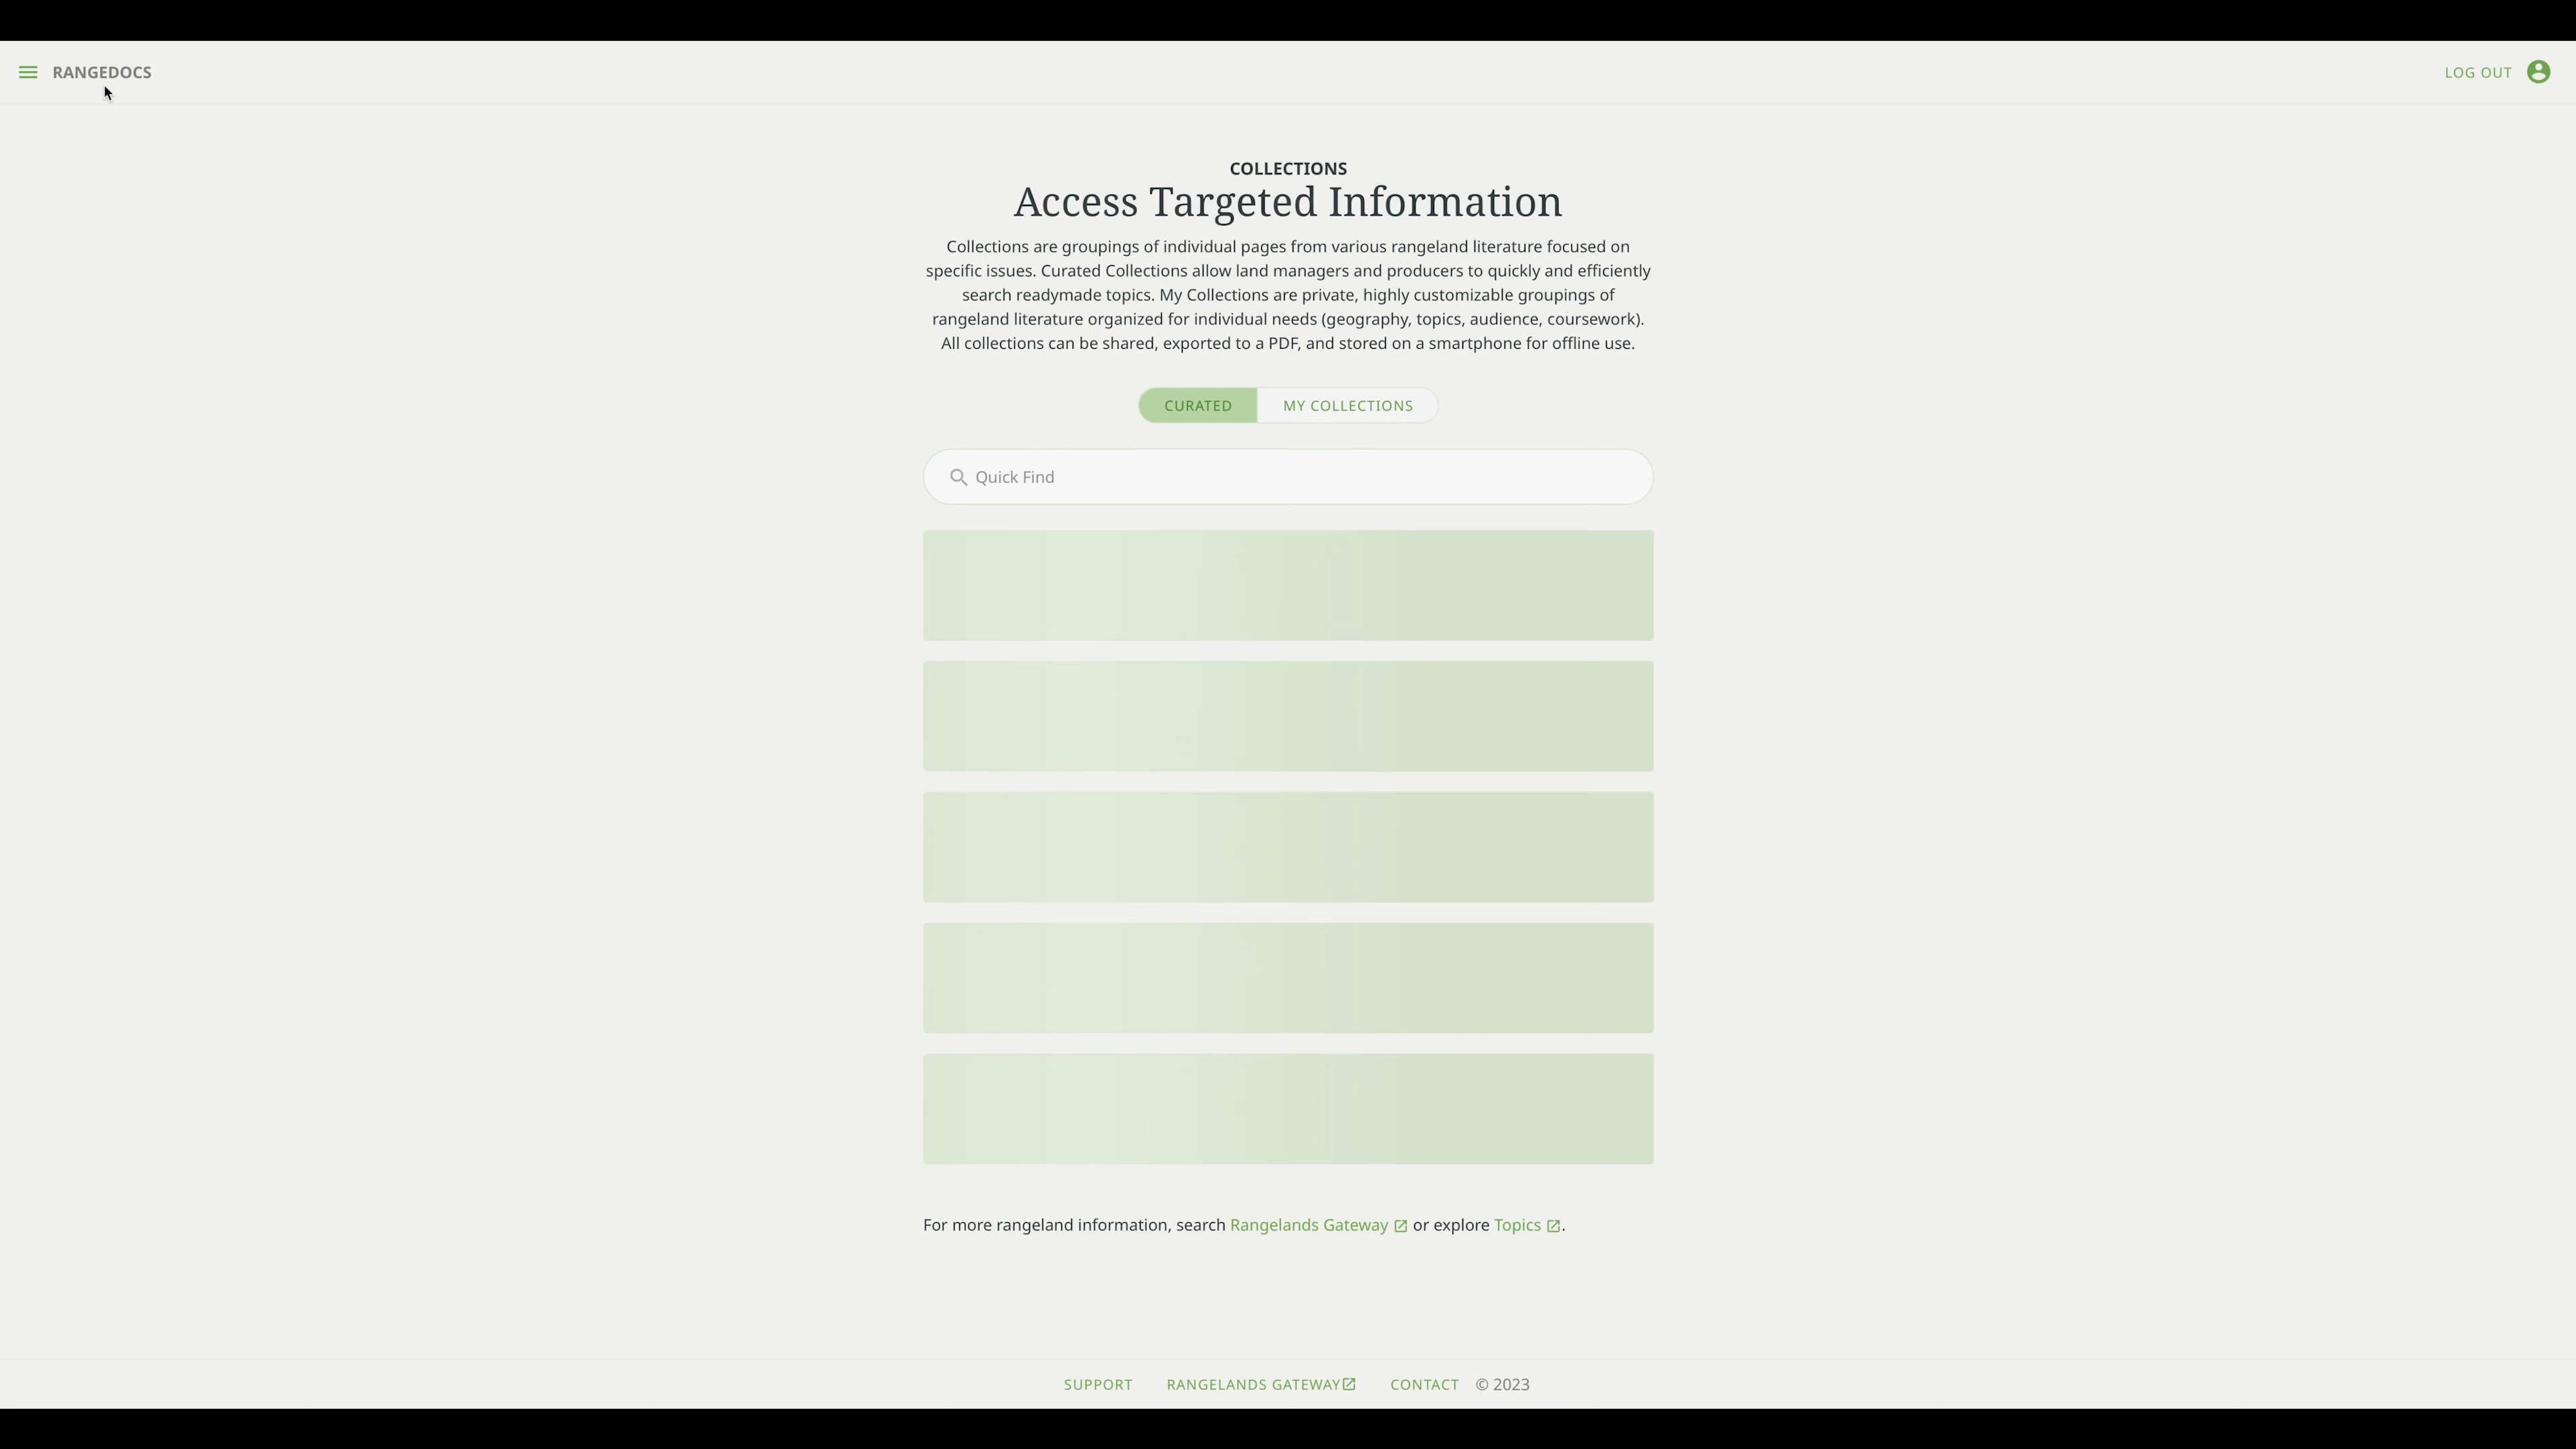 RANGEDOCS
LOG OUT
COLLECTIONS
Access Targeted Information
Collections are groupings of individual pages from various rangeland literature focused on
specific issues. Curated Collections allow land managers and producers to quickly and efficiently
search readymade topics. My Collections are private, highly customizable groupings of
rangeland literature organized for individual needs (geography, topics, audience, coursework).
All collections can be shared, exported to a PDF, and stored on a smartphone for offline use.
CURATED
MY COLLECTIONS
Quick Find
For more rangeland information, search Rangelands Gateway or explore Topics.
SUPPORT
RANGELANDS GATEWAY
CONTACT
© 2023